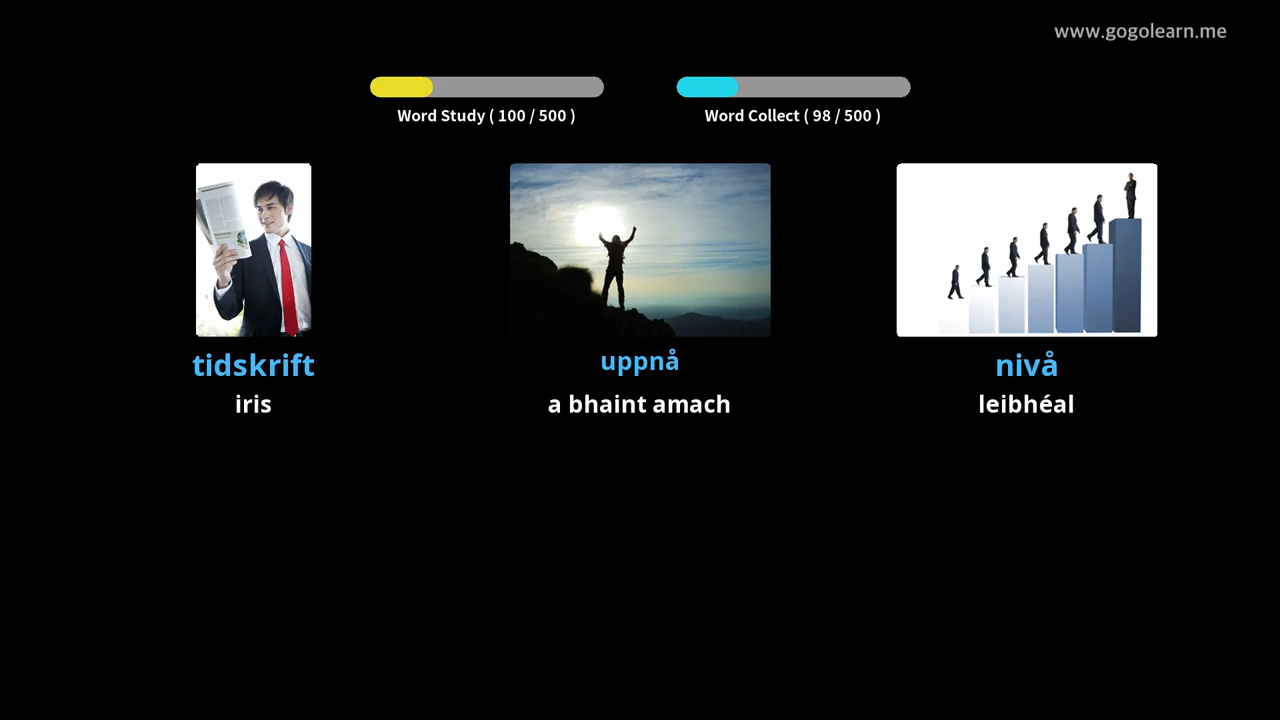 www.gogolearn.me
Word Study ( 100 / 500 )
Word Collect ( 98 / 500 )
tidskrift
iris
uppnå
a bhaint amach
nivå
leibhéal